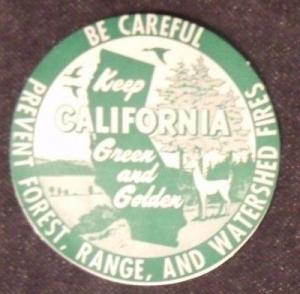 BE CAREFUL
Keep
CALIFORNIA
Green
and
Golden
PREVENT FOREST, RANGE, AND WATERSHED FIRES